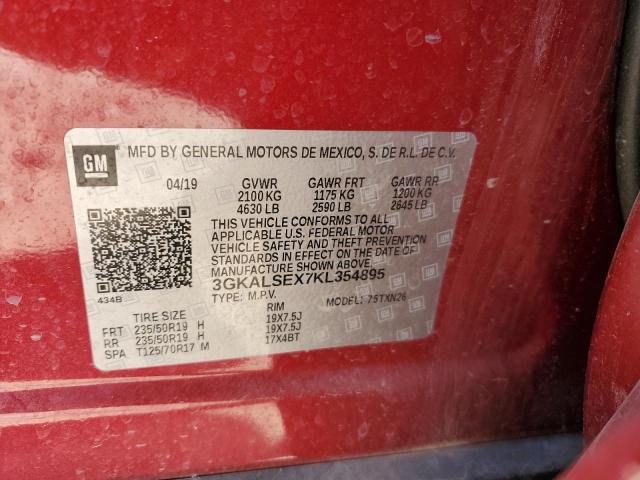 GM MFD BY GENERAL MOTORS DE MEXICO, S. DE R.L. DE C.V.
04/19 GVWR GAWR FRT GAWR RR
2100 KG 1175 KG 1200 KG
4630 LB 2590 LB 2645 LB
THIS VEHICLE CONFORMS TO ALL
APPLICABLE U.S. FEDERAL MOTOR
VEHICLE SAFETY AND THEFT PREVENTION
STANDARDS IN EFFECT ON THE DATE OF
MANUFACTURE SHOWN ABOVE.
3GKALSEX7KL354895
434B TYPE: M.P.V. MODEL: 75TXN26
TIRE SIZE RIM
FRT 235/50R19 H 19X7.5J
RR 235/50R19 H 19X7.5J
SPA T125/70R17 M 17X4BT